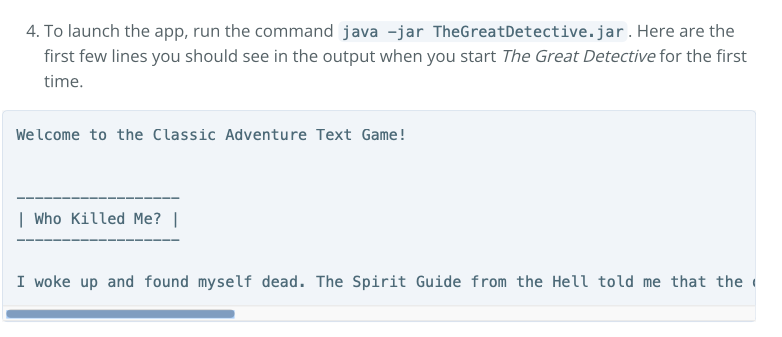 4. To launch the app, run the command java -jar TheGreatDetective.jar. Here are the
first few lines you should see in the output when you start The Great Detective for the first
time.
Welcome to the Classic Adventure Text Game!
------------------
| Who Killed Me? |
------------------
I woke up and found myself dead. The Spirit Guide from the Hell told me that the